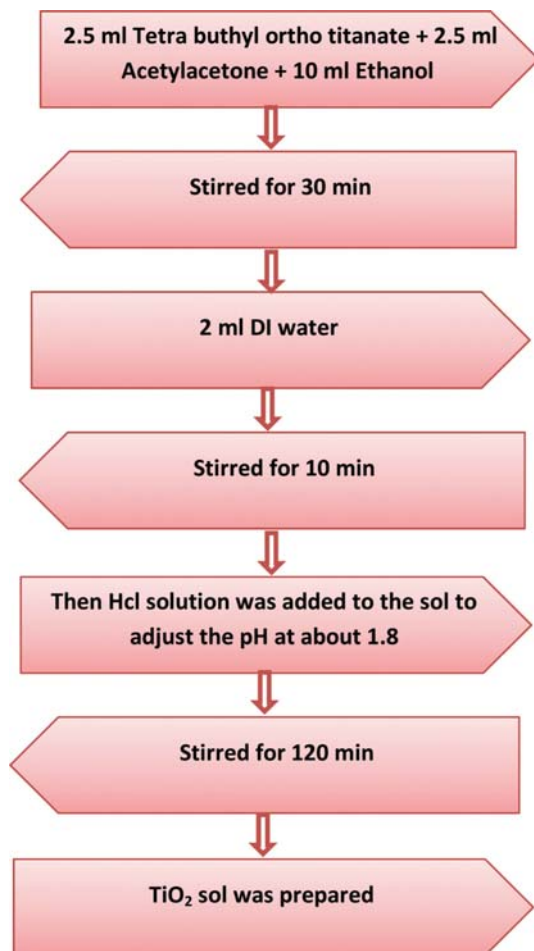 2.5 ml Tetra buthyl ortho titanate + 2.5 ml
Acetylacetone + 10 ml Ethanol
Stirred for 30 min
2 ml DI water
Stirred for 10 min
Then Hcl solution was added to the sol to
adjust the pH at about 1.8
Stirred for 120 min
TiO₂ sol was prepared